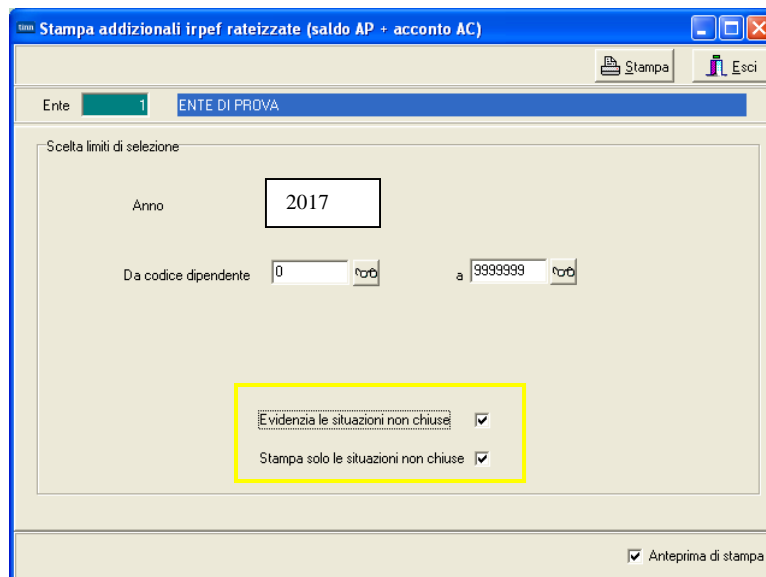 tinn Stampa addizionali irpef rateizzate (saldo AP + acconto AC)
Stampa Esci
Ente 1 ENTE DI PROVA
Scelta limiti di selezione
Anno 2017
Da codice dipendente 0 a 9999999
Evidenzia le situazioni non chiuse
Stampa solo le situazioni non chiuse
Anteprima di stampa